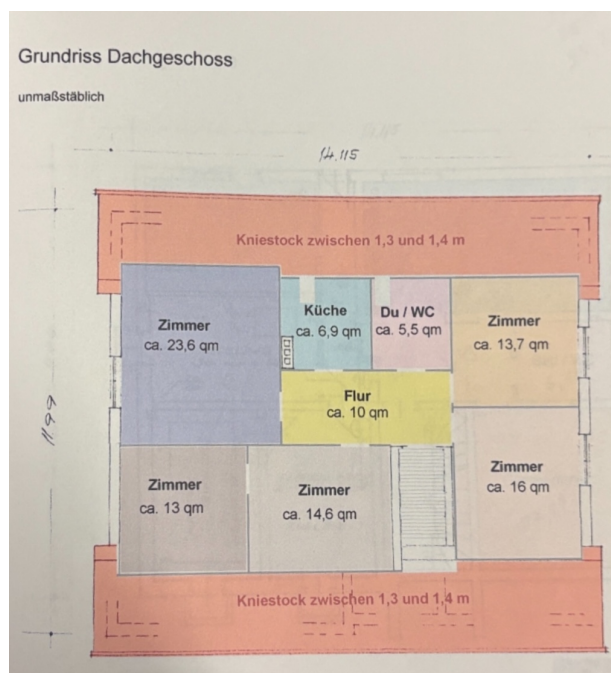 Grundriss Dachgeschoss
unmaßstäblich
14.115
Kniestock zwischen 1,3 und 1,4 m
Zimmer
ca. 23,6 qm
Küche
ca. 6,9 qm
Du / WC
ca. 5,5 qm
Zimmer
ca. 13,7 qm
Flur
ca. 10 qm
11.99
Zimmer
ca. 13 qm
Zimmer
ca. 14,6 qm
Zimmer
ca. 16 qm
Kniestock zwischen 1,3 und 1,4 m